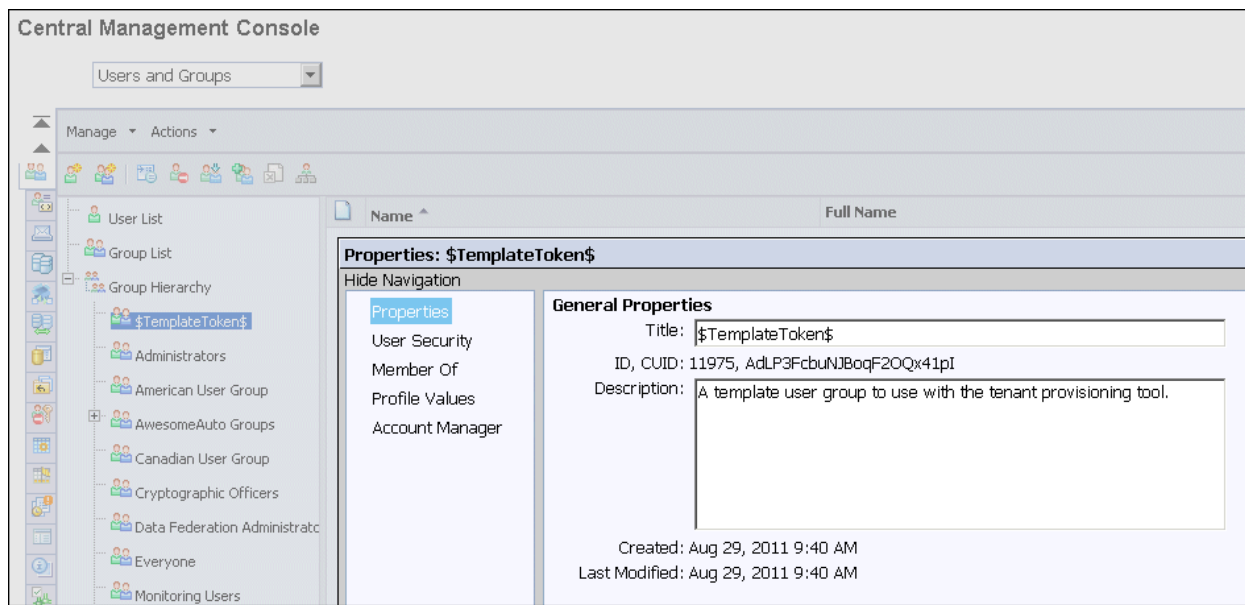 Central Management Console
Users and Groups
Manage Actions
Name Full Name
User List
Group List
Group Hierarchy
$TemplateToken$
Administrators
American User Group
AwesomeAuto Groups
Canadian User Group
Cryptographic Officers
Data Federation Administratc
Everyone
Monitoring Users
Properties: $TemplateToken$
Hide Navigation
Properties
User Security
Member Of
Profile Values
Account Manager
General Properties
Title: $TemplateToken$
ID, CUID: 11975, AdLP3FcbuNJBoqF2OQx41pI
Description: A template user group to use with the tenant provisioning tool.
Created: Aug 29, 2011 9:40 AM
Last Modified: Aug 29, 2011 9:40 AM